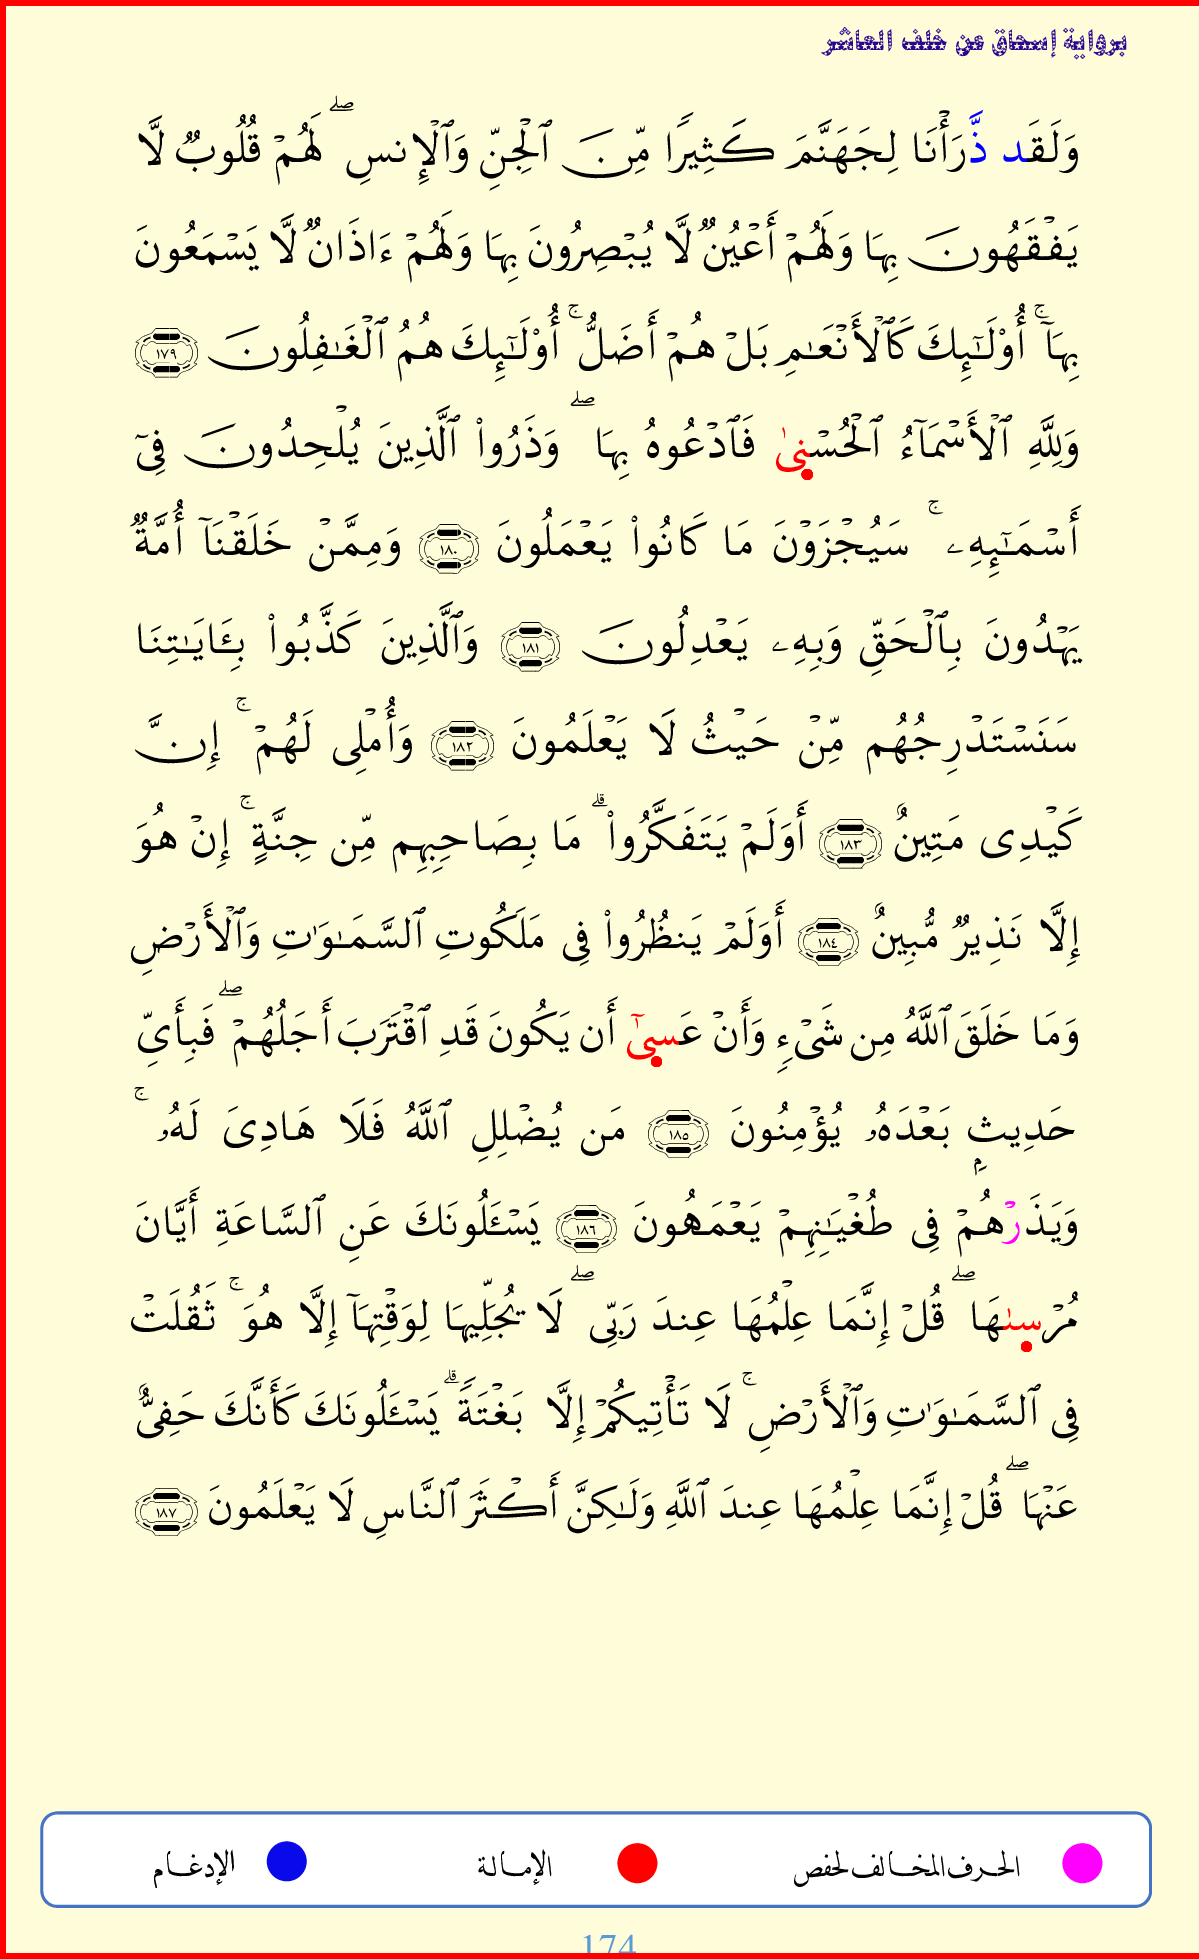 برواية إسحاق عن خلف العاشر
وَلَقَد ذَّرَأۡنَا لِجَهَنَّمَ كَثِيرٗا مِّنَ ٱلۡجِنِّ وَٱلۡإِنسِۖ لَهُمۡ قُلُوبٞ لَّا
يَفۡقَهُونَ بِهَا وَلَهُمۡ أَعۡيُنٞ لَّا يُبۡصِرُونَ بِهَا وَلَهُمۡ ءَاذَانٞ لَّا يَسۡمَعُونَ
بِهَآۚ أُوْلَٰٓئِكَ كَٱلۡأَنۡعَٰمِ بَلۡ هُمۡ أَضَلُّۚ أُوْلَٰٓئِكَ هُمُ ٱلۡغَٰفِلُونَ ١٧٩
وَلِلَّهِ ٱلۡأَسۡمَآءُ ٱلۡحُسۡنىٰ فَٱدۡعُوهُ بِهَاۖ وَذَرُواْ ٱلَّذِينَ يُلۡحِدُونَ فِيٓ
أَسۡمَٰٓئِهِۦۚ سَيُجۡزَوۡنَ مَا كَانُواْ يَعۡمَلُونَ ١٨٠ وَمِمَّنۡ خَلَقۡنَآ أُمَّةٞ
يَهۡدُونَ بِٱلۡحَقِّ وَبِهِۦ يَعۡدِلُونَ ١٨١ وَٱلَّذِينَ كَذَّبُواْ بِـَٔايَٰتِنَا
سَنَسۡتَدۡرِجُهُم مِّنۡ حَيۡثُ لَا يَعۡلَمُونَ ١٨٢ وَأُمۡلِي لَهُمۡۚ إِنَّ
كَيۡدِي مَتِينٌ ١٨٣ أَوَلَمۡ يَتَفَكَّرُواْۗ مَا بِصَاحِبِهِم مِّن جِنَّةٍۚ إِنۡ هُوَ
إِلَّا نَذِيرٞ مُّبِينٌ ١٨٤ أَوَلَمۡ يَنظُرُواْ فِي مَلَكُوتِ ٱلسَّمَٰوَٰتِ وَٱلۡأَرۡضِ
وَمَا خَلَقَ ٱللَّهُ مِن شَيۡءٖ وَأَنۡ عَسىٰٓ أَن يَكُونَ قَدِ ٱقۡتَرَبَ أَجَلُهُمۡۖ فَبِأَيِّ
حَدِيثِۭ بَعۡدَهُۥ يُؤۡمِنُونَ ١٨٥ مَن يُضۡلِلِ ٱللَّهُ فَلَا هَادِيَ لَهُۥۚ
وَيَذَرۡهُمۡ فِي طُغۡيَٰنِهِمۡ يَعۡمَهُونَ ١٨٦ يَسۡـَٔلُونَكَ عَنِ ٱلسَّاعَةِ أَيَّانَ
مُرۡسىٰهَاۖ قُلۡ إِنَّمَا عِلۡمُهَا عِندَ رَبِّيۖ لَا يُجَلِّيهَا لِوَقۡتِهَآ إِلَّا هُوَۚ ثَقُلَتۡ
فِي ٱلسَّمَٰوَٰتِ وَٱلۡأَرۡضِۚ لَا تَأۡتِيكُمۡ إِلَّا بَغۡتَةٗۗ يَسۡـَٔلُونَكَ كَأَنَّكَ حَفِيٌّ
عَنۡهَاۖ قُلۡ إِنَّمَا عِلۡمُهَا عِندَ ٱللَّهِ وَلَٰكِنَّ أَكۡثَرَ ٱلنَّاسِ لَا يَعۡلَمُونَ ١٨٧
الحرف المخالف لحفص الإمالة الإدغام
174